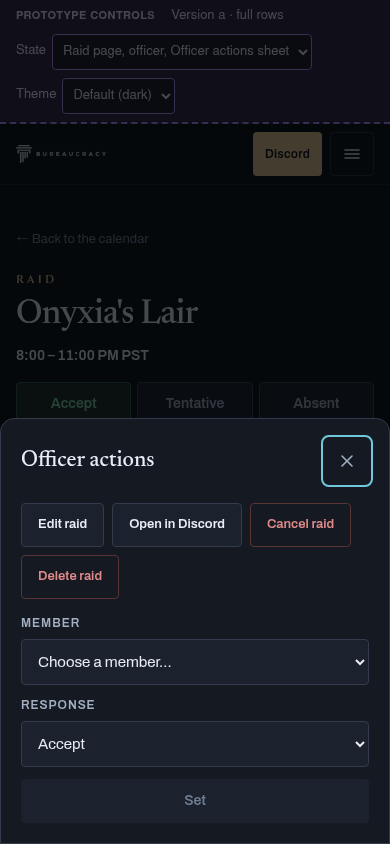 PROTOTYPE CONTROLS Version a · full rows
State Raid page, officer, Officer actions sheet
Theme Default (dark)
BUREAUCRACY Discord
← Back to the calendar
RAID
Onyxia's Lair
8:00 – 11:00 PM PST
Accept Tentative Absent
Officer actions
Edit raid Open in Discord Cancel raid
Delete raid
MEMBER
Choose a member...
RESPONSE
Accept
Set